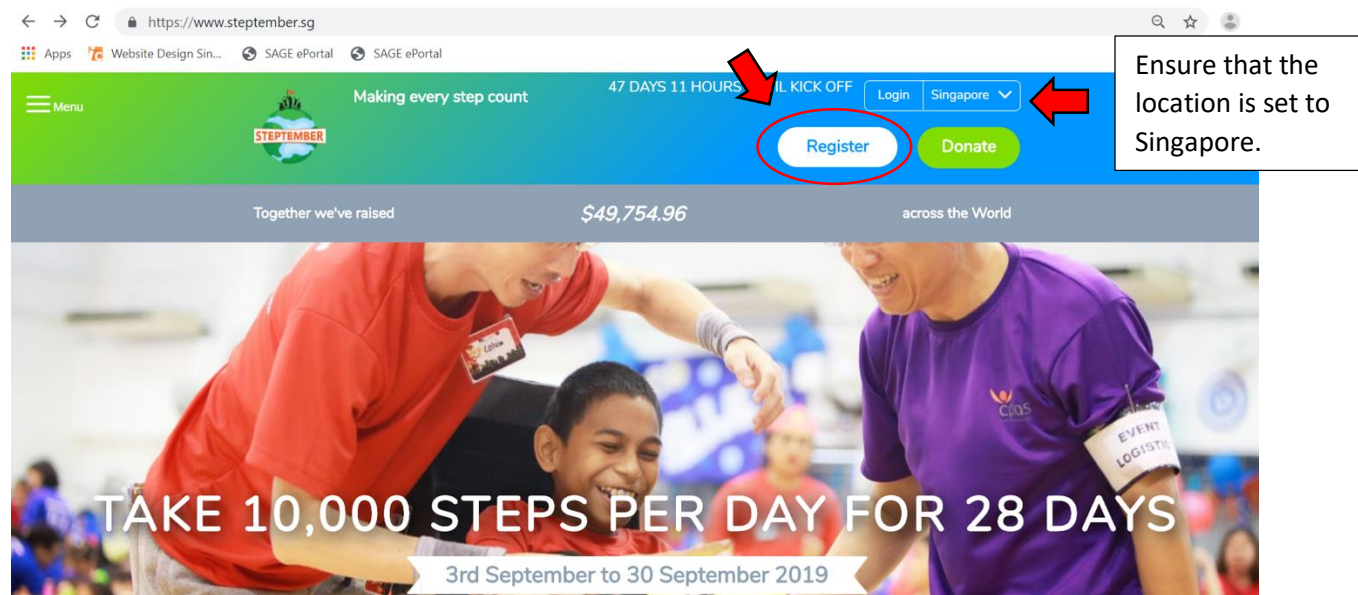 https://www.steptember.sg
Apps Website Design Sin... SAGE ePortal SAGE ePortal
Ensure that the
location is set to
Singapore.
Menu
STEPTEMBER
Making every step count
47 DAYS 11 HOURS IL KICK OFF
Login Singapore
Register Donate
Together we've raised $49,754.96 across the World
cpas
EVENT
LOGISTIC
TAKE 10,000 STEPS PER DAY FOR 28 DAYS
3rd September to 30 September 2019